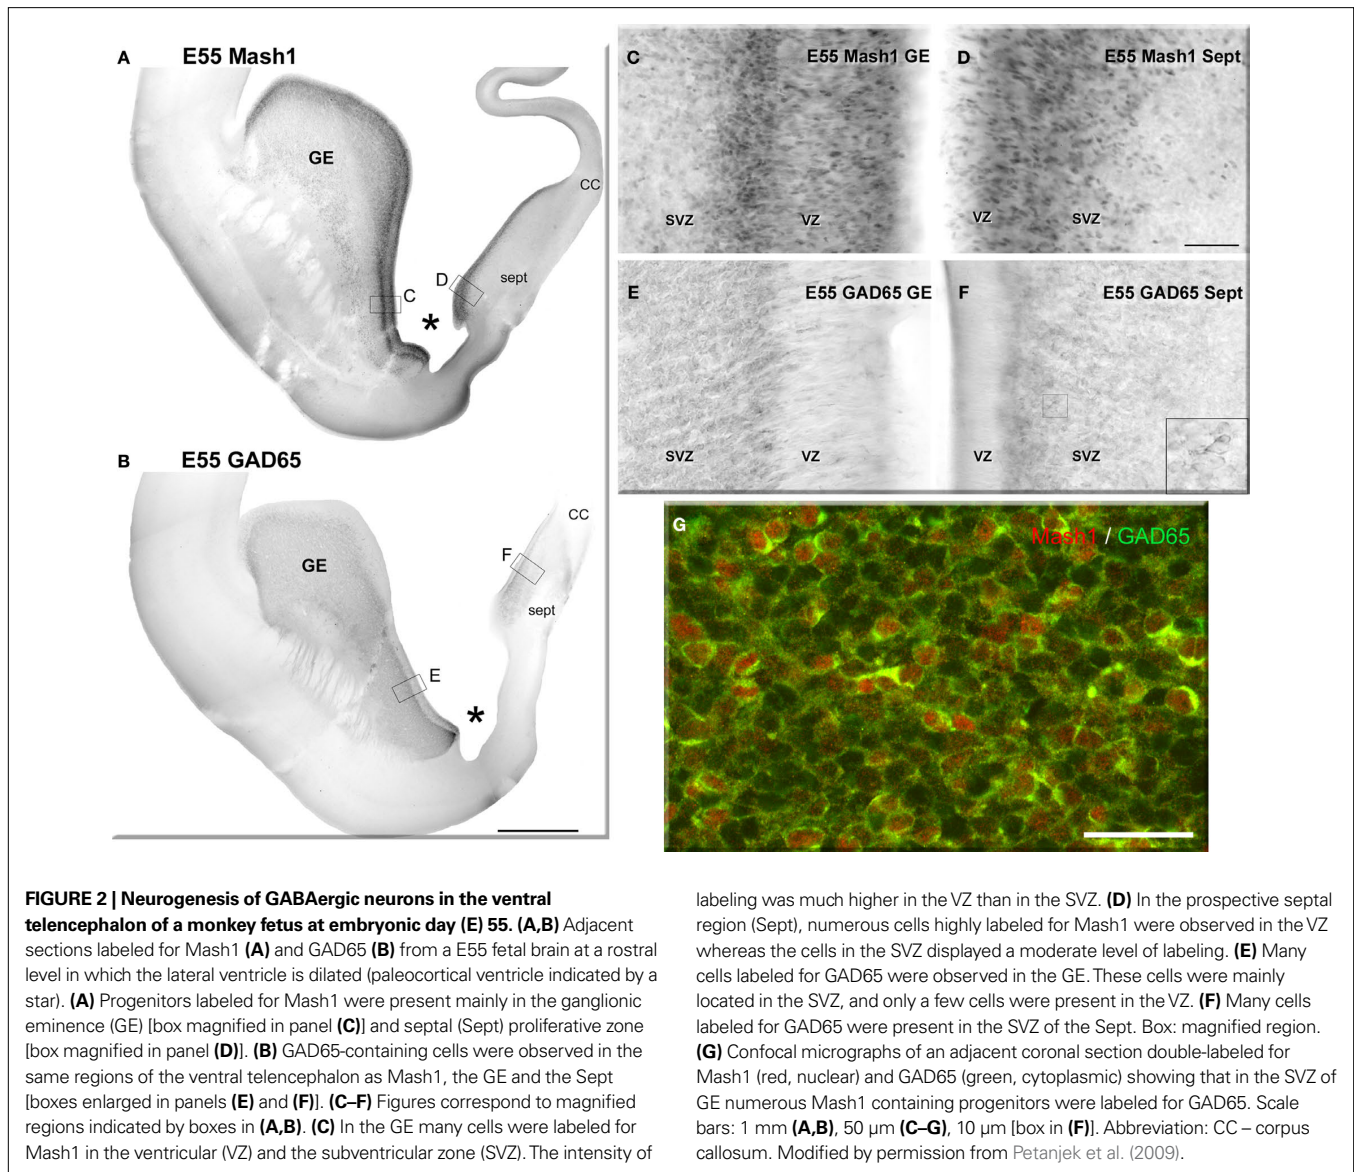 A
E55 Mash1
GE
CC
D
sept
C
*
B
E55 GAD65
GE
CC
F
sept
E
*
C
E55 Mash1 GE
SVZ
VZ
D
E55 Mash1 Sept
VZ
SVZ
E
E55 GAD65 GE
SVZ
VZ
F
E55 GAD65 Sept
VZ
SVZ
G
Mash1 / GAD65
FIGURE 2 | Neurogenesis of GABAergic neurons in the ventral
telencephalon of a monkey fetus at embryonic day (E) 55. (A,B) Adjacent
sections labeled for Mash1 (A) and GAD65 (B) from a E55 fetal brain at a rostral
level in which the lateral ventricle is dilated (paleocortical ventricle indicated by a
star). (A) Progenitors labeled for Mash1 were present mainly in the ganglionic
eminence (GE) [box magnified in panel (C)] and septal (Sept) proliferative zone
[box magnified in panel (D)]. (B) GAD65-containing cells were observed in the
same regions of the ventral telencephalon as Mash1, the GE and the Sept
[boxes enlarged in panels (E) and (F)]. (C–F) Figures correspond to magnified
regions indicated by boxes in (A,B). (C) In the GE many cells were labeled for
Mash1 in the ventricular (VZ) and the subventricular zone (SVZ). The intensity of
labeling was much higher in the VZ than in the SVZ. (D) In the prospective septal
region (Sept), numerous cells highly labeled for Mash1 were observed in the VZ
whereas the cells in the SVZ displayed a moderate level of labeling. (E) Many
cells labeled for GAD65 were observed in the GE. These cells were mainly
located in the SVZ, and only a few cells were present in the VZ. (F) Many cells
labeled for GAD65 were present in the SVZ of the Sept. Box: magnified region.
(G) Confocal micrographs of an adjacent coronal section double-labeled for
Mash1 (red, nuclear) and GAD65 (green, cytoplasmic) showing that in the SVZ of
GE numerous Mash1 containing progenitors were labeled for GAD65. Scale
bars: 1 mm (A,B), 50 μm (C–G), 10 μm [box in (F)]. Abbreviation: CC – corpus
callosum. Modified by permission from Petanjek et al. (2009).